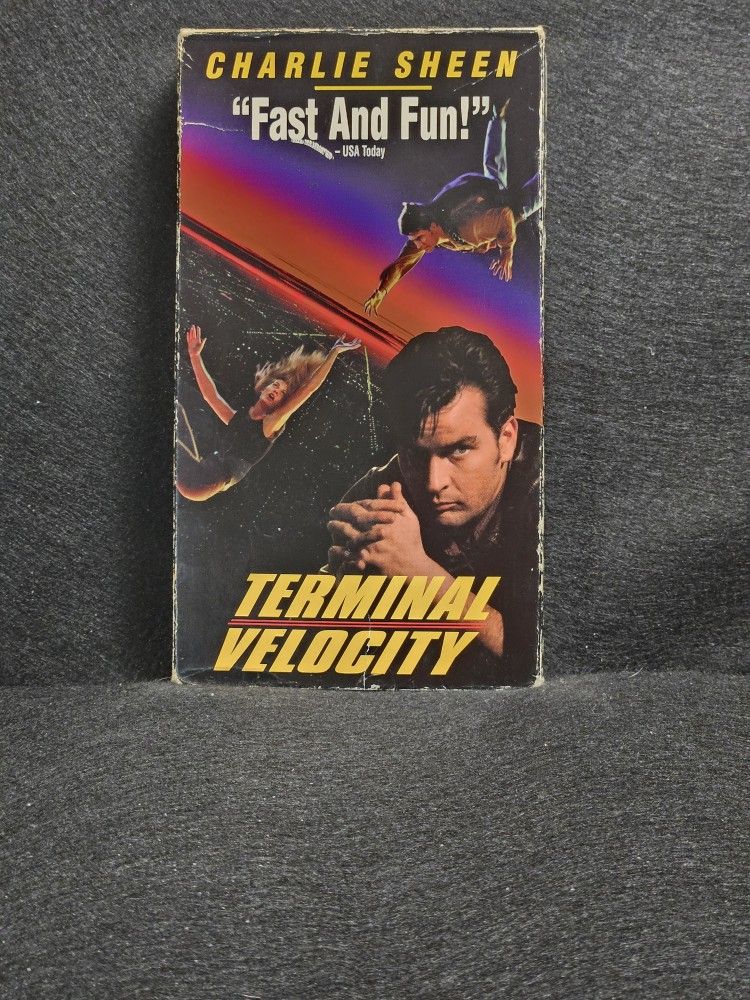 CHARLIE SHEEN
“Fast And Fun!”
– USA Today
TERMINAL
VELOCITY